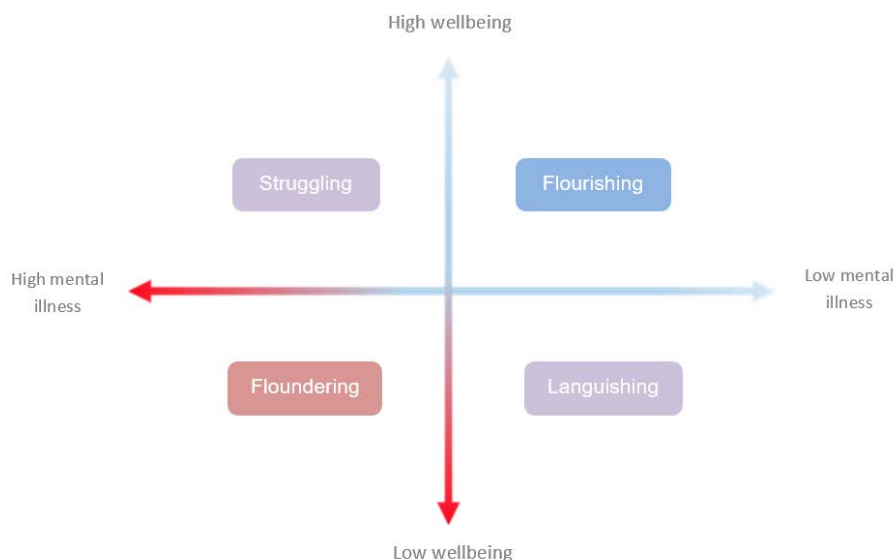 High wellbeing
Struggling
Flourishing
High mental
illness
Low mental
illness
Floundering
Languishing
Low wellbeing